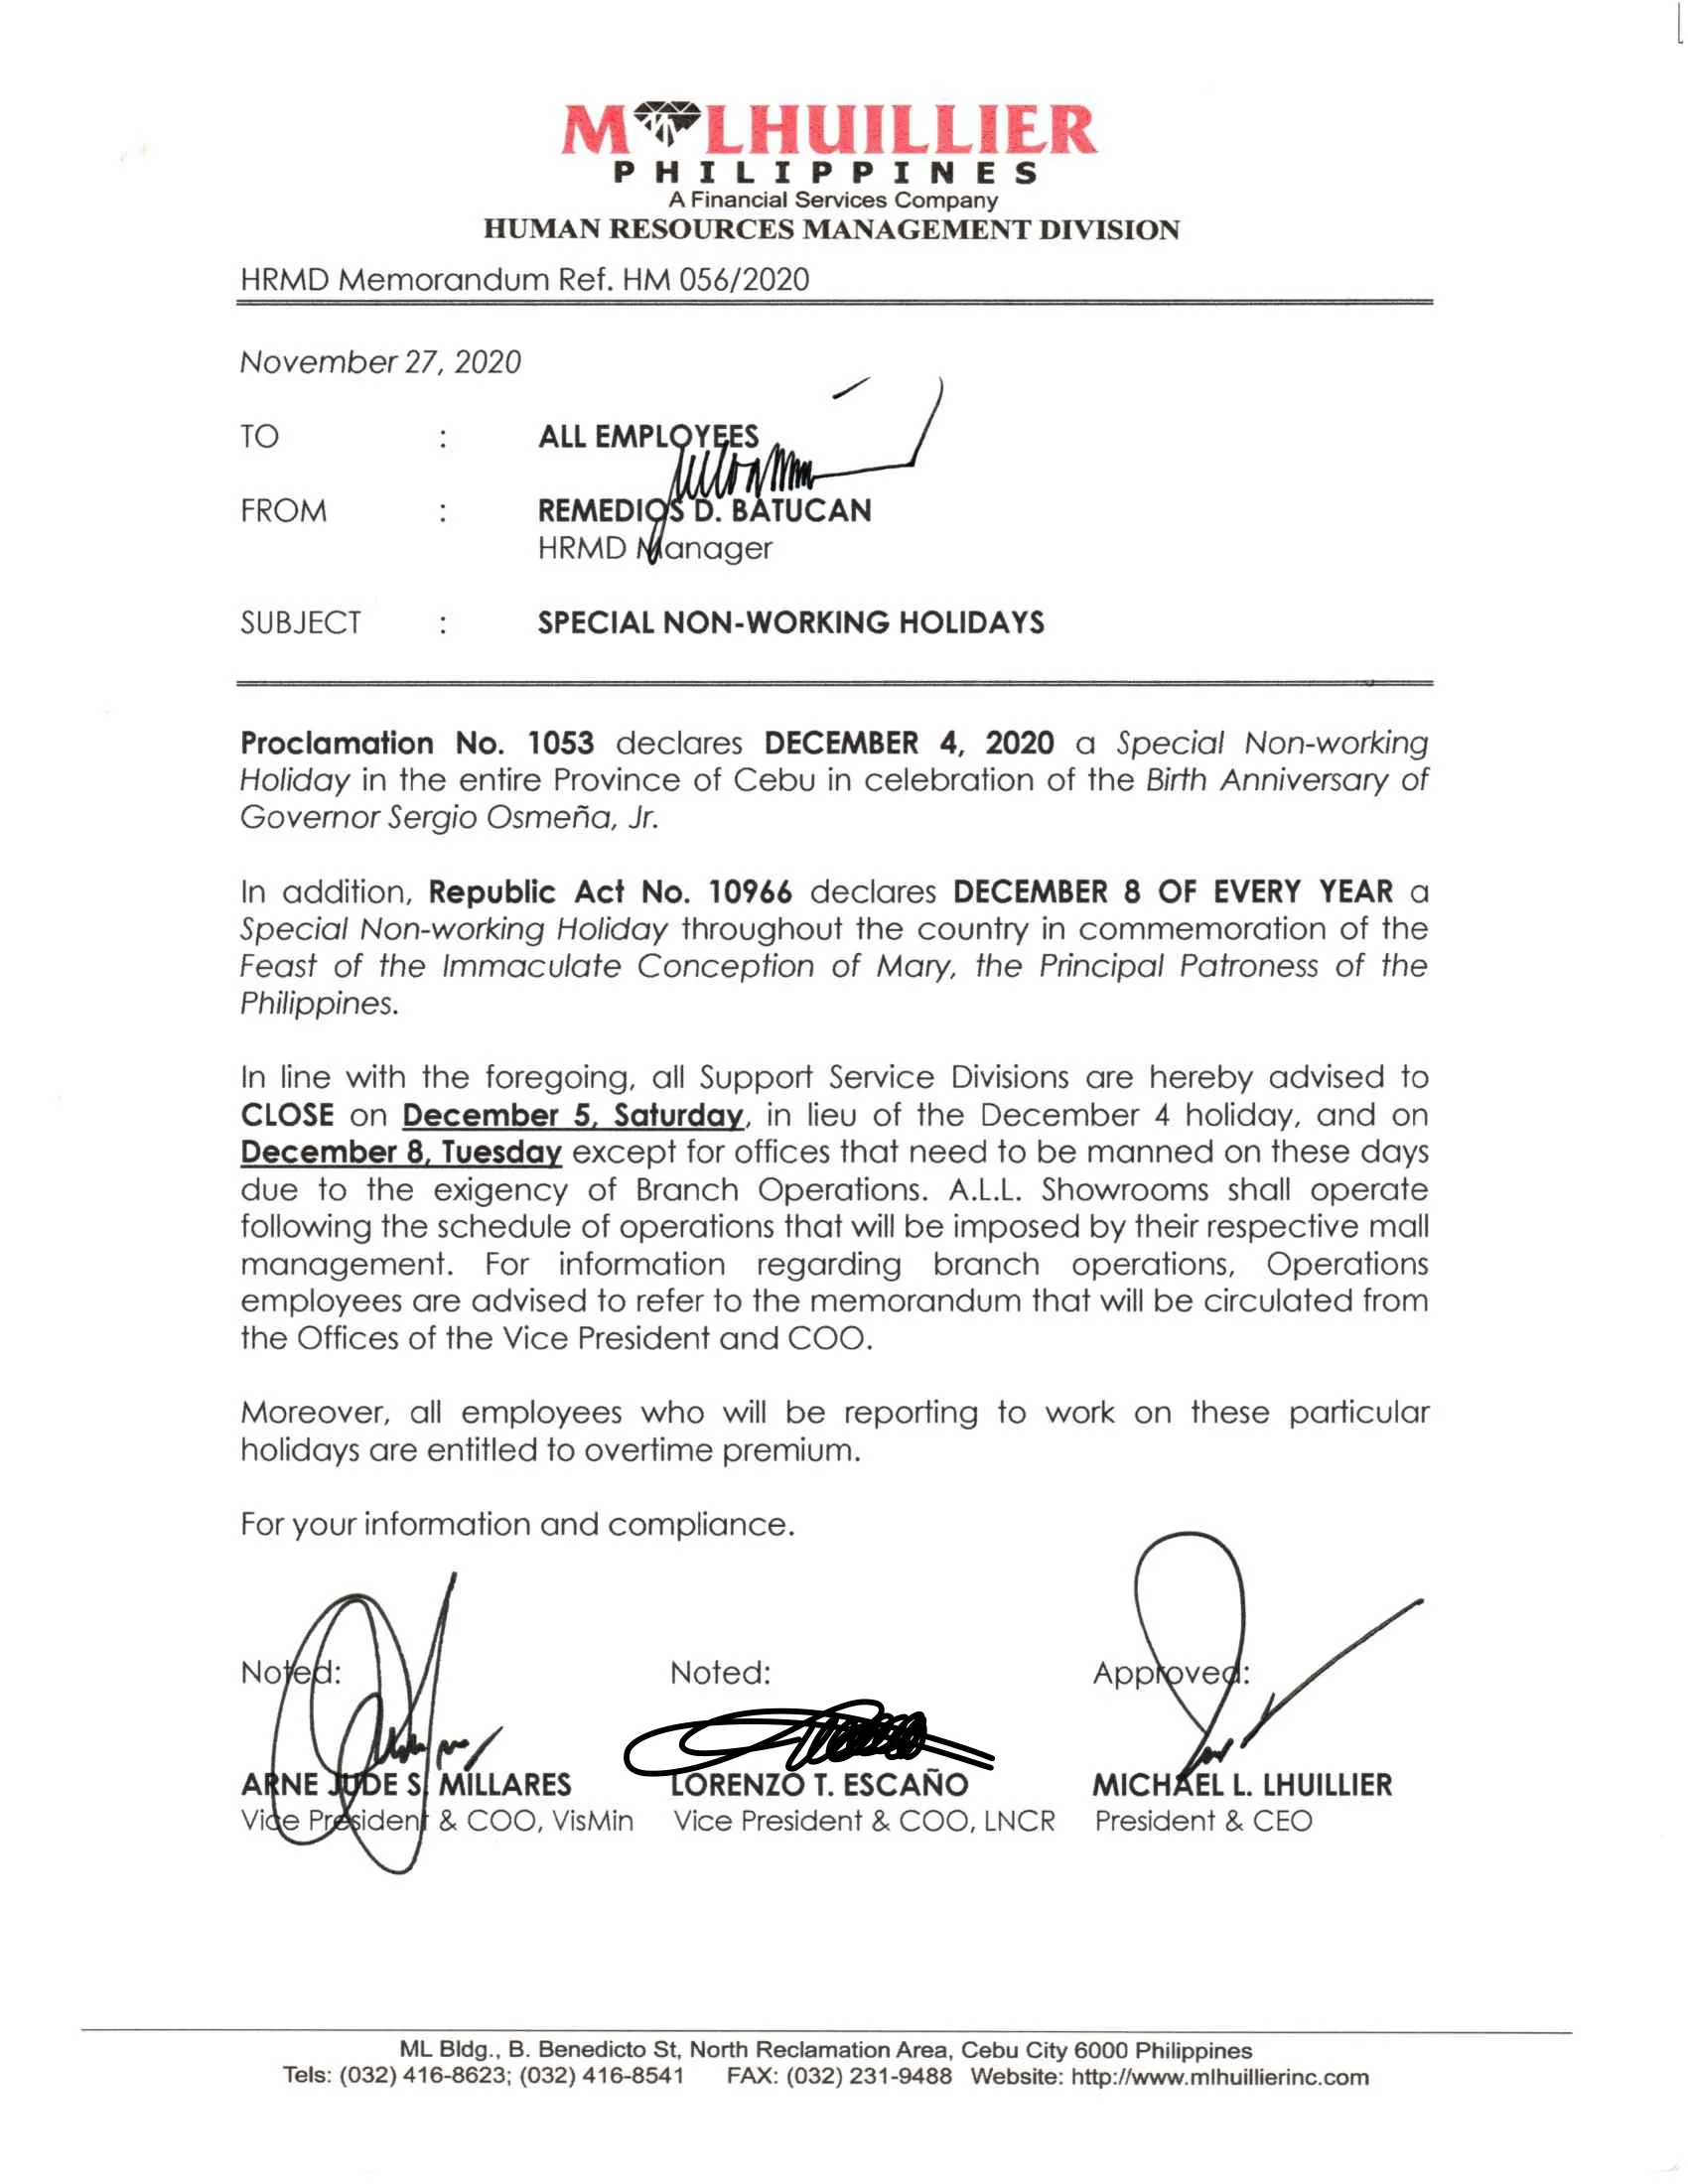 M LHUILLIER
PHILIPPINES
A Financial Services Company
HUMAN RESOURCES MANAGEMENT DIVISION
HRMD Memorandum Ref. HM 056/2020
November 27, 2020
TO : ALL EMPLOYEES
FROM : REMEDIOS D. BATUCAN
HRMD Manager
SUBJECT : SPECIAL NON-WORKING HOLIDAYS
Proclamation No. 1053 declares DECEMBER 4, 2020 a Special Non-working
Holiday in the entire Province of Cebu in celebration of the Birth Anniversary of
Governor Sergio Osmeña, Jr.
In addition, Republic Act No. 10966 declares DECEMBER 8 OF EVERY YEAR a
Special Non-working Holiday throughout the country in commemoration of the
Feast of the Immaculate Conception of Mary, the Principal Patroness of the
Philippines.
In line with the foregoing, all Support Service Divisions are hereby advised to
CLOSE on December 5, Saturday, in lieu of the December 4 holiday, and on
December 8, Tuesday except for offices that need to be manned on these days
due to the exigency of Branch Operations. A.L.L. Showrooms shall operate
following the schedule of operations that will be imposed by their respective mall
management. For information regarding branch operations, Operations
employees are advised to refer to the memorandum that will be circulated from
the Offices of the Vice President and COO.
Moreover, all employees who will be reporting to work on these particular
holidays are entitled to overtime premium.
For your information and compliance.
Noted: Noted: Approved:
ARNE JUDE S. MILLARES LORENZO T. ESCAÑO MICHAEL L. LHUILLIER
Vice President & COO, VisMin Vice President & COO, LNCR President & CEO
ML Bldg., B. Benedicto St, North Reclamation Area, Cebu City 6000 Philippines
Tels: (032) 416-8623; (032) 416-8541 FAX: (032) 231-9488 Website: http://www.mlhuillierinc.com